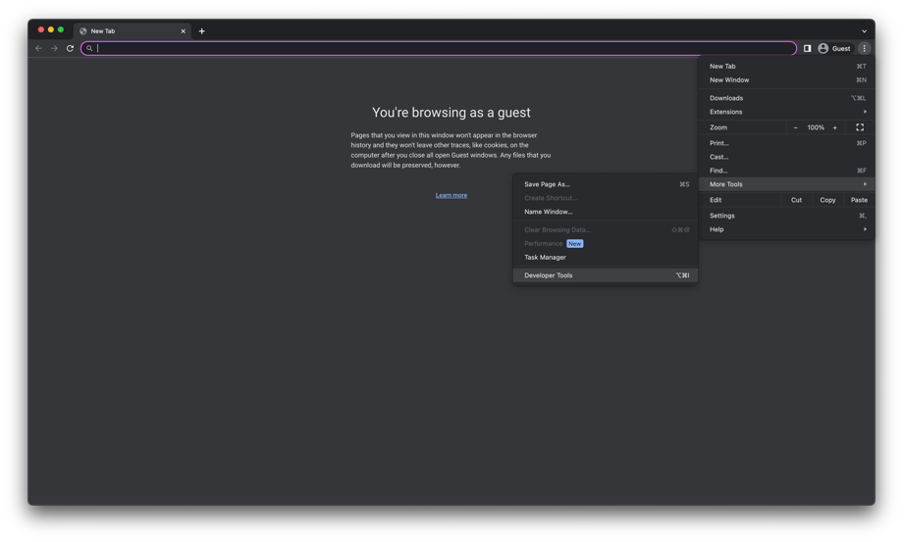 New Tab
Guest
You're browsing as a guest
Pages that you view in this window won't appear in the browser
history and they won't leave other traces, like cookies, on the
computer after you close all open Guest windows. Any files that you
download will be preserved, however.
Learn more
New Tab ⌘T
New Window ⌘N
Downloads ⌥⌘L
Extensions
Zoom - 100% +
Print... ⌘P
Cast...
Find... ⌘F
More Tools
Edit Cut Copy Paste
Settings ⌘,
Help
Save Page As... ⌘S
Create Shortcut...
Name Window...
Clear Browsing Data... ⇧⌘⌫
Performance New
Task Manager
Developer Tools ⌥⌘I